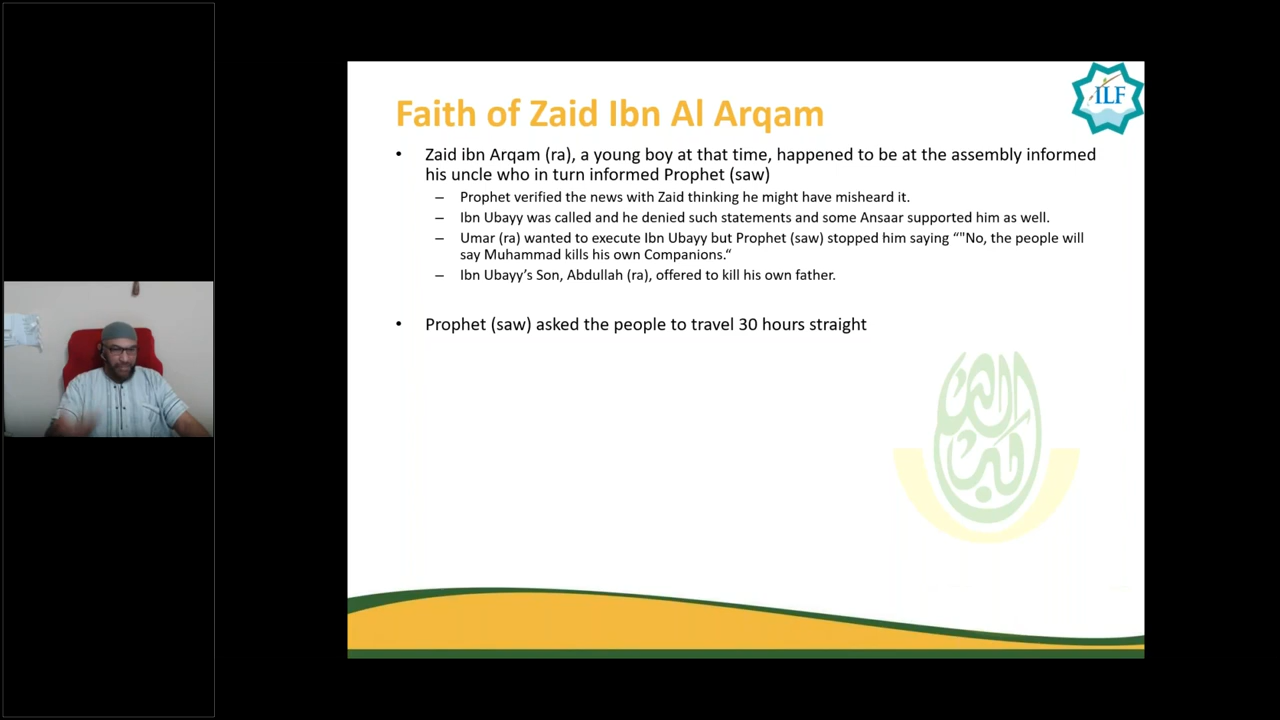 ILF
Faith of Zaid Ibn Al Arqam
• Zaid ibn Arqam (ra), a young boy at that time, happened to be at the assembly informed
his uncle who in turn informed Prophet (saw)
– Prophet verified the news with Zaid thinking he might have misheard it.
– Ibn Ubayy was called and he denied such statements and some Ansaar supported him as well.
– Umar (ra) wanted to execute Ibn Ubayy but Prophet (saw) stopped him saying “"No, the people will
say Muhammad kills his own Companions.“
– Ibn Ubayy’s Son, Abdullah (ra), offered to kill his own father.
• Prophet (saw) asked the people to travel 30 hours straight